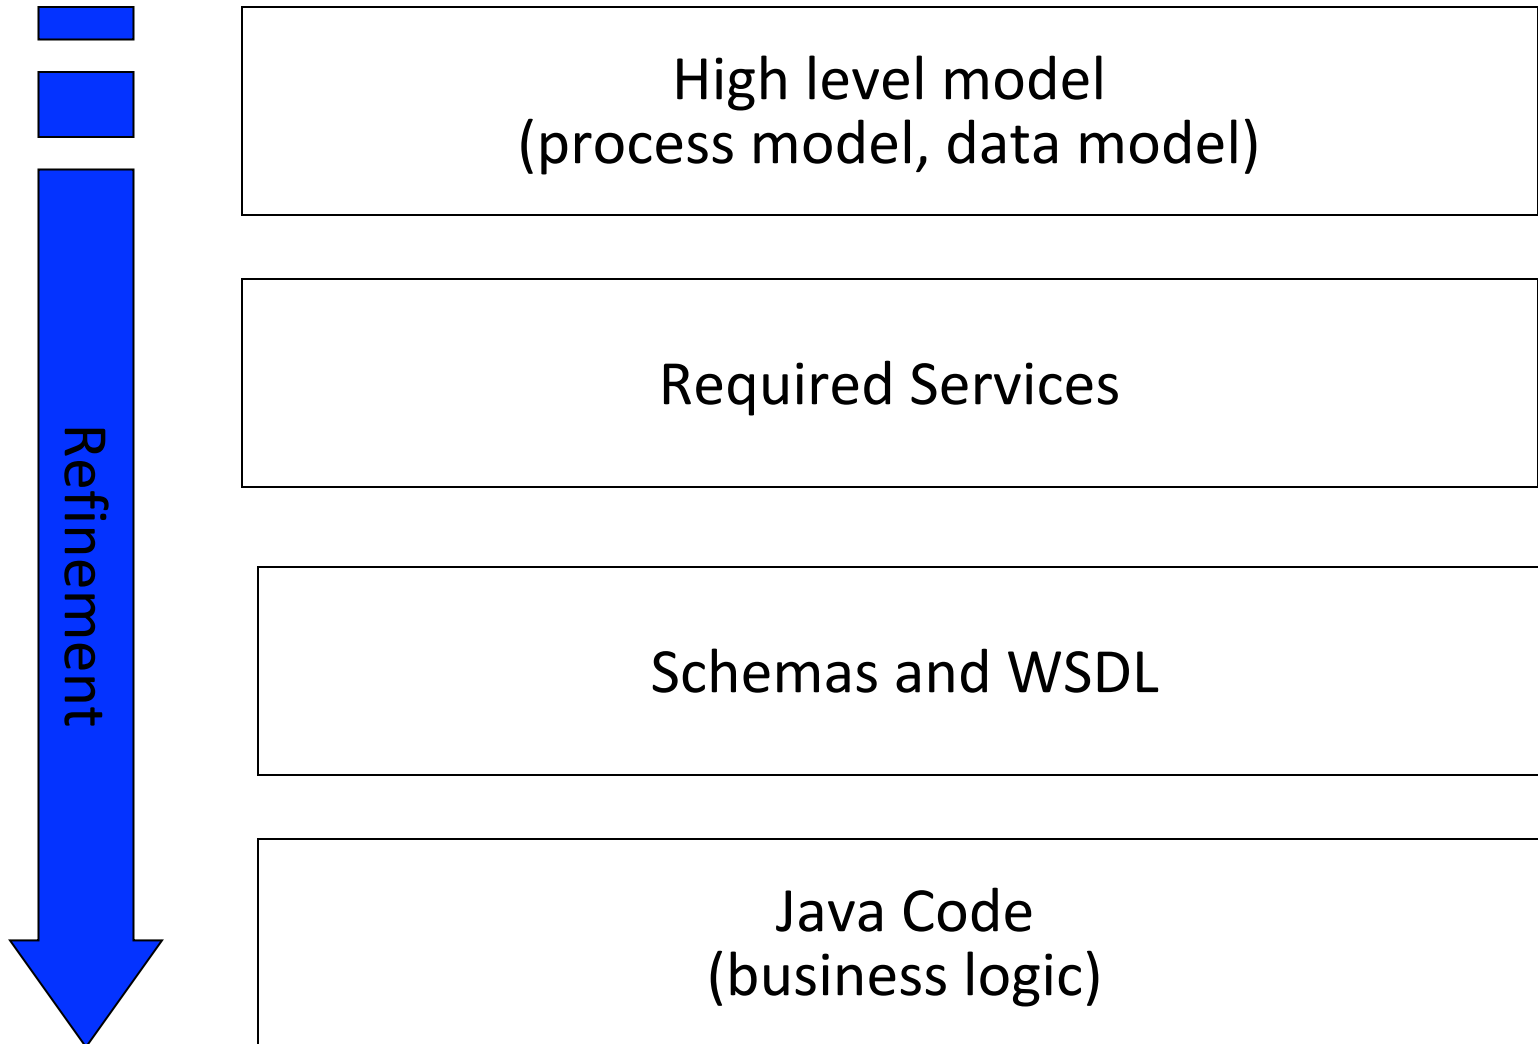 High level model
(process model, data model)
Required Services
Refinement
Schemas and WSDL
Java Code
(business logic)